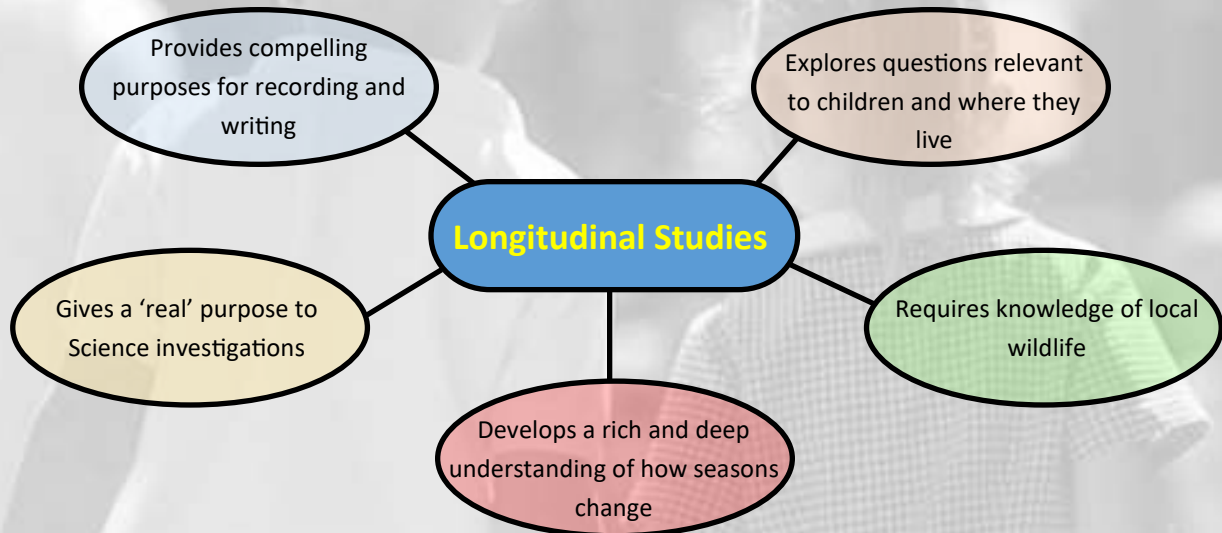 Provides compelling
purposes for recording and
writing
Explores questions relevant
to children and where they
live
Longitudinal Studies
Gives a ‘real’ purpose to
Science investigations
Requires knowledge of local
wildlife
Develops a rich and deep
understanding of how seasons
change